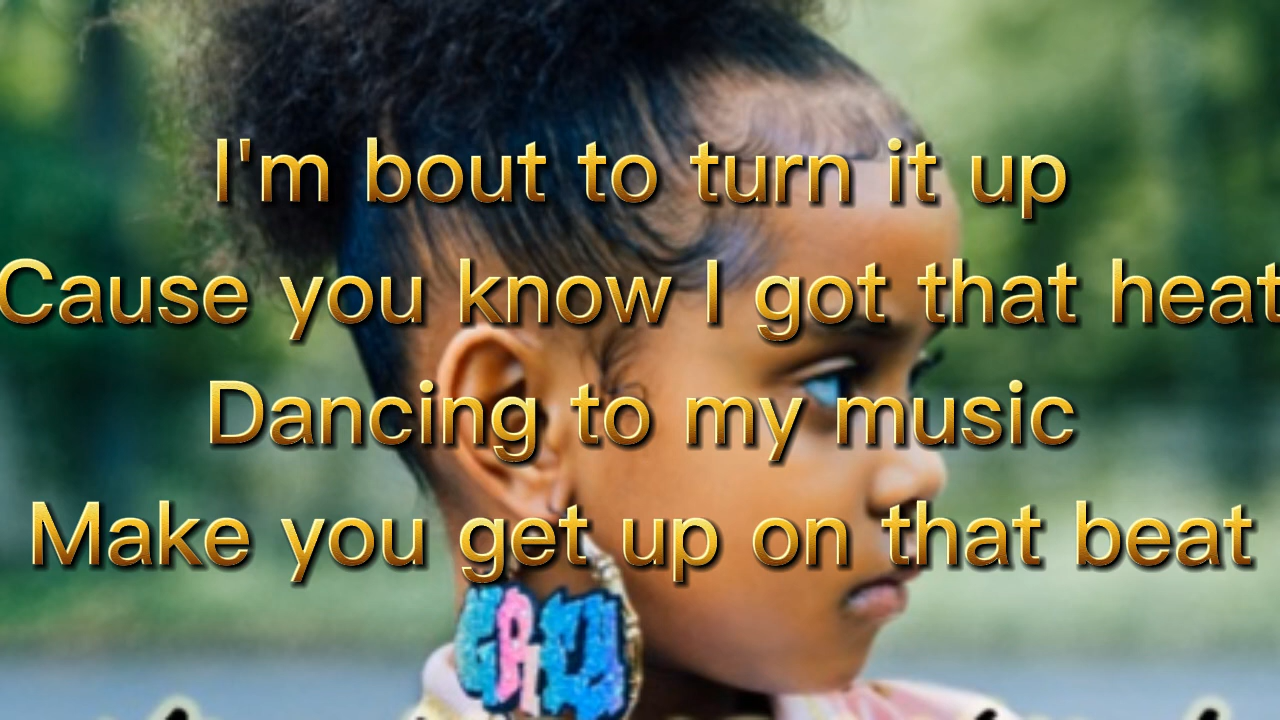 I'm bout to turn it up
Cause you know I got that heat
Dancing to my music
Make you get up on that beat